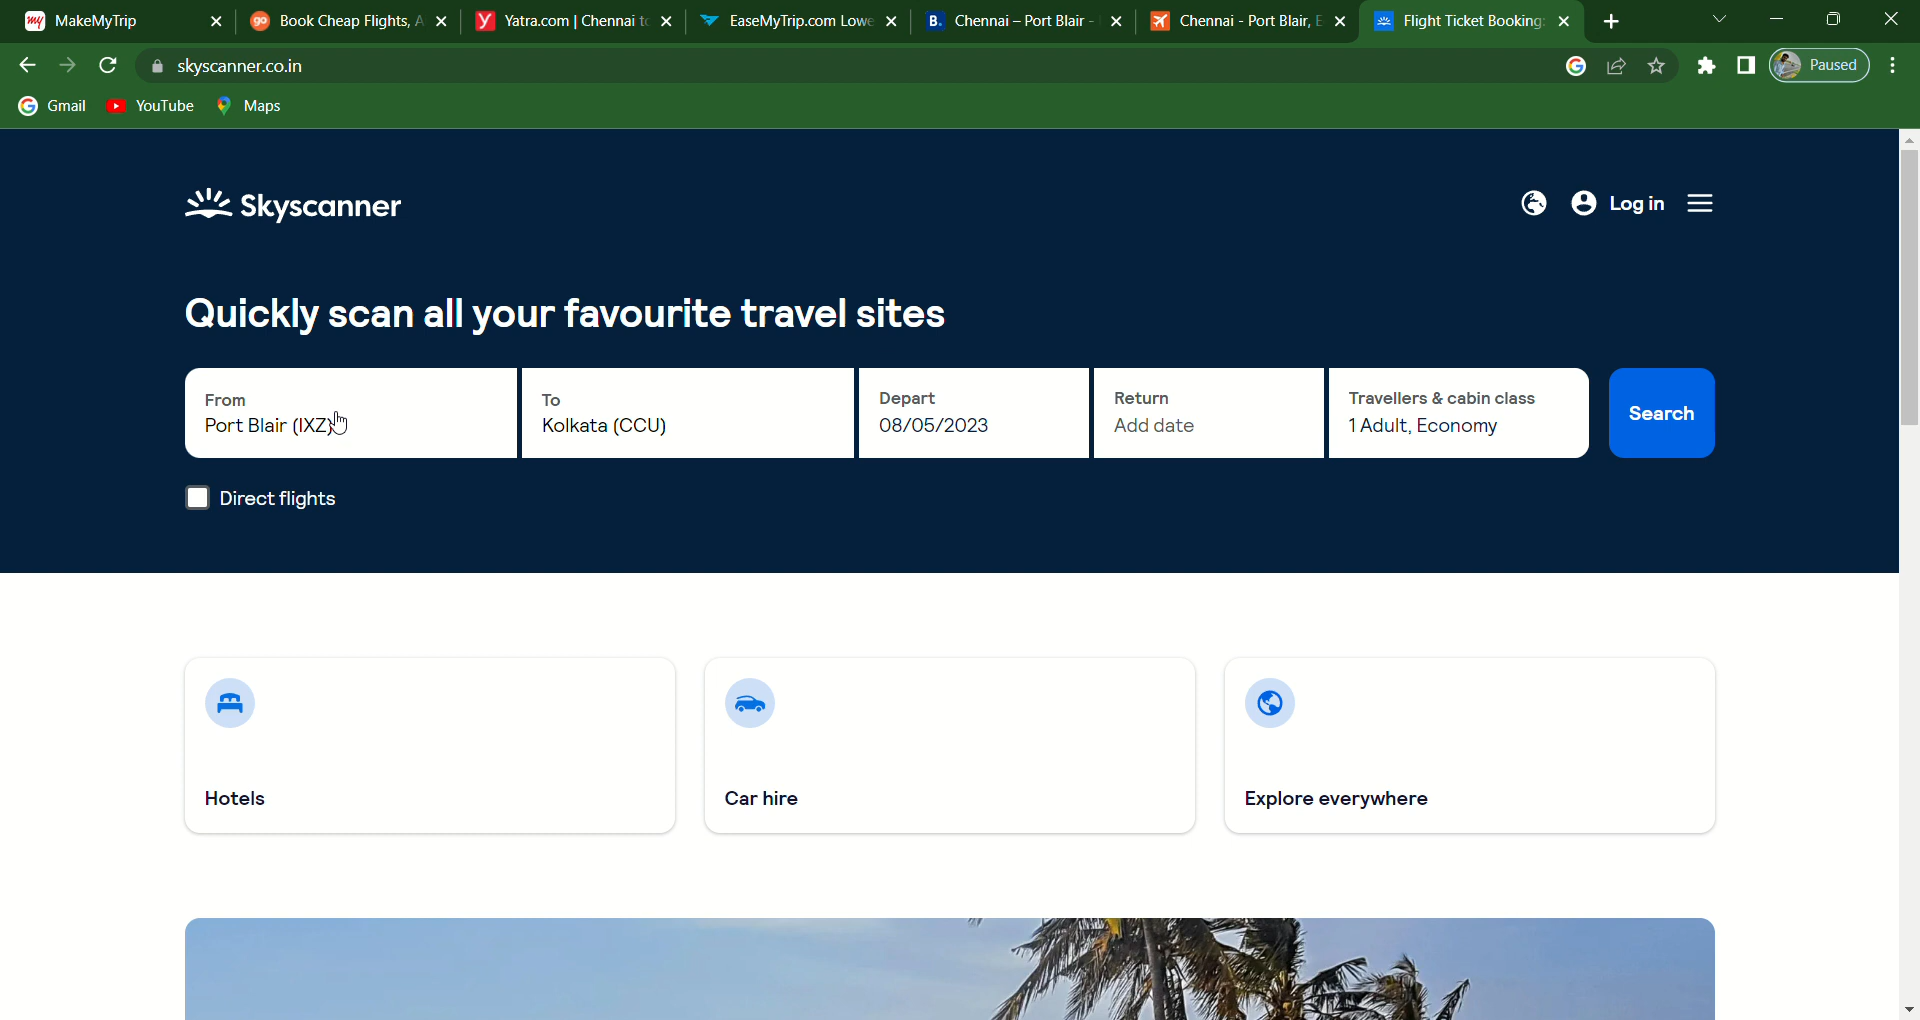 MakeMyTrip
Book Cheap Flights, A
Yatra.com | Chennai to
EaseMyTrip.com Lowe
B. Chennai – Port Blair -
Chennai - Port Blair, E
Flight Ticket Booking:
skyscanner.co.in
Paused
Gmail YouTube Maps
Skyscanner
Log in
Quickly scan all your favourite travel sites
From
Port Blair (IXZ)
To
Kolkata (CCU)
Depart
08/05/2023
Return
Add date
Travellers & cabin class
1 Adult, Economy
Search
Direct flights
Hotels
Car hire
Explore everywhere